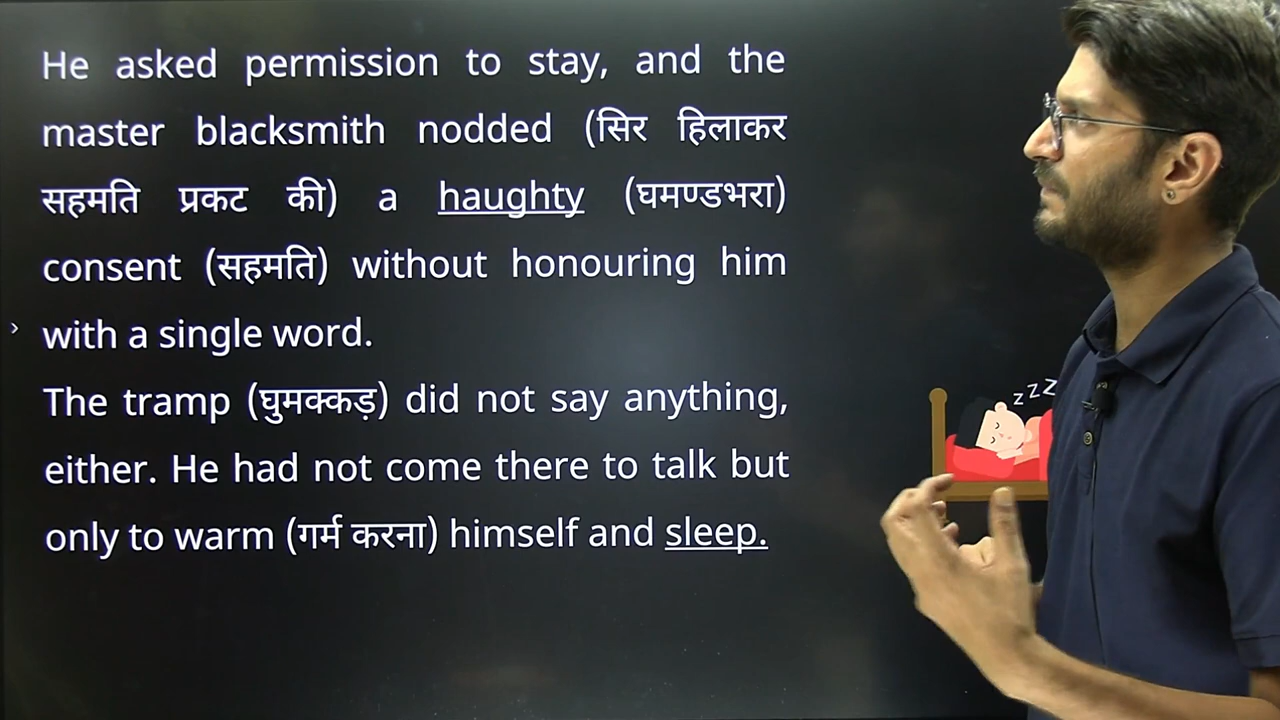 He asked permission to stay, and the
master blacksmith nodded (सिर हिलाकर
सहमति प्रकट की) a haughty (घमण्डभरा)
consent (सहमति) without honouring him
with a single word.
The tramp (घुमक्कड़) did not say anything,
either. He had not come there to talk but
only to warm (गर्म करना) himself and sleep.
z z z